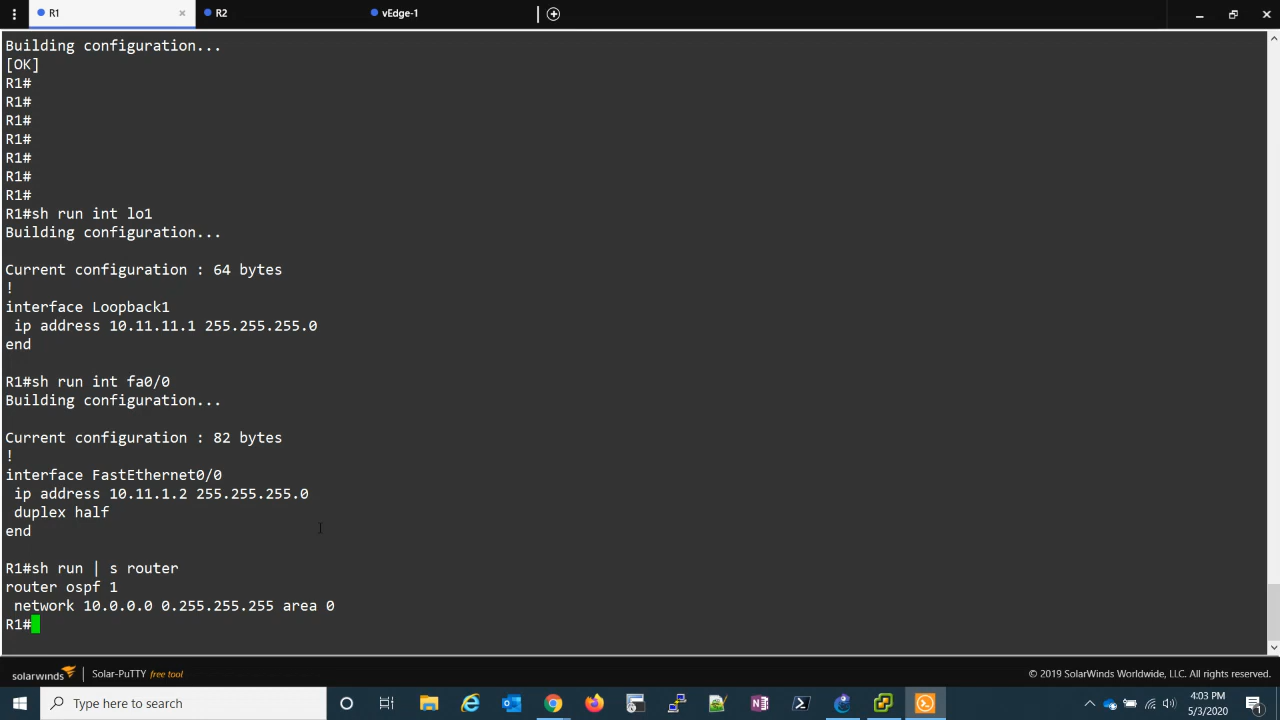 R1
R2
vEdge-1
Building configuration...
[OK]
R1#
R1#
R1#
R1#
R1#
R1#
R1#
R1#sh run int lo1
Building configuration...
Current configuration : 64 bytes
!
interface Loopback1
 ip address 10.11.11.1 255.255.255.0
end
R1#sh run int fa0/0
Building configuration...
Current configuration : 82 bytes
!
interface FastEthernet0/0
 ip address 10.11.1.2 255.255.255.0
 duplex half
end
R1#sh run | s router
router ospf 1
 network 10.0.0.0 0.255.255.255 area 0
R1#
solarwinds
Solar-PuTTY free tool
© 2019 SolarWinds Worldwide, LLC. All rights reserved.
Type here to search
4:03 PM
5/3/2020
1